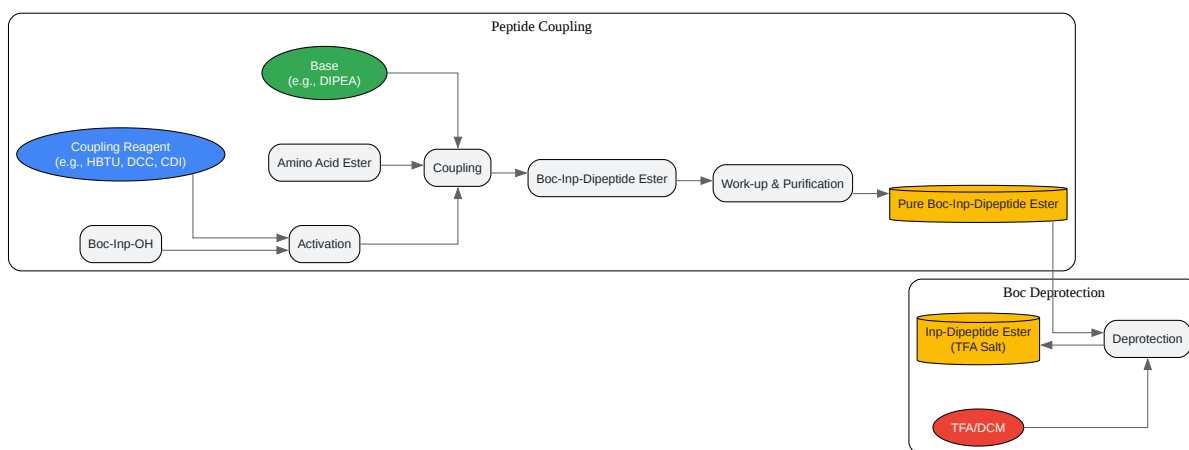 Peptide Coupling
Base
(e.g., DIPEA)
Coupling Reagent
(e.g., HBTU, DCC, CDI)
Amino Acid Ester
Coupling
Boc-Inp-Dipeptide Ester
Work-up & Purification
Pure Boc-Inp-Dipeptide Ester
Boc-Inp-OH
Activation
Boc Deprotection
Inp-Dipeptide Ester
(TFA Salt)
Deprotection
TFA/DCM